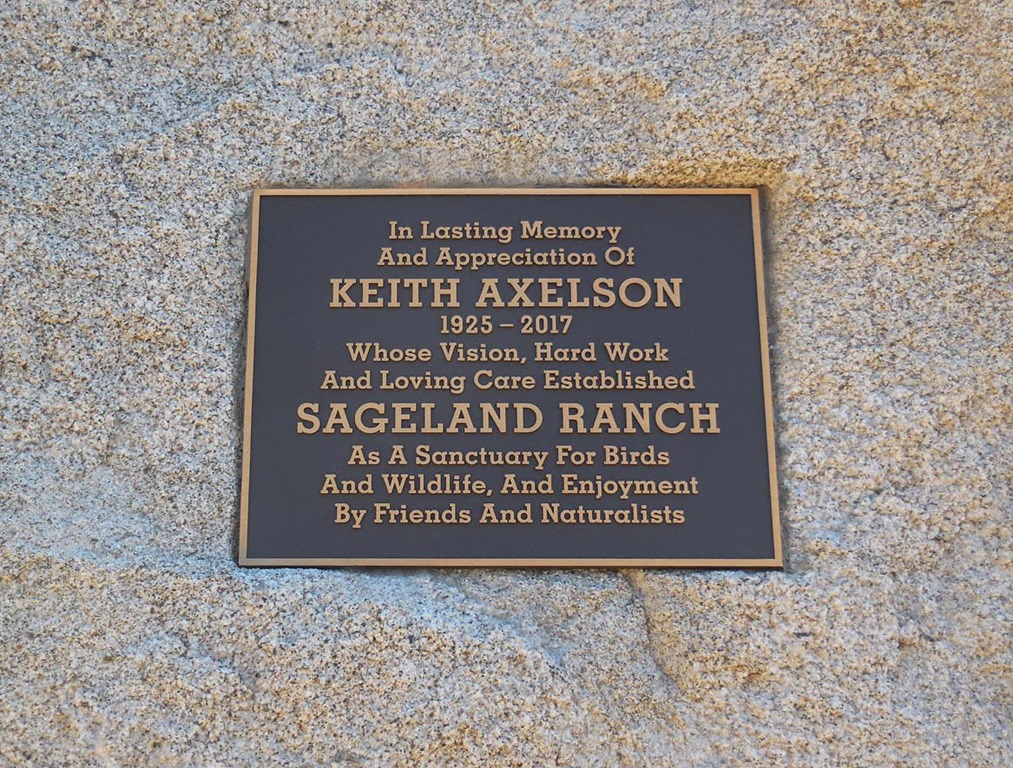 In Lasting Memory
And Appreciation Of
KEITH AXELSON
1925 – 2017
Whose Vision, Hard Work
And Loving Care Established
SAGELAND RANCH
As A Sanctuary For Birds
And Wildlife, And Enjoyment
By Friends And Naturalists